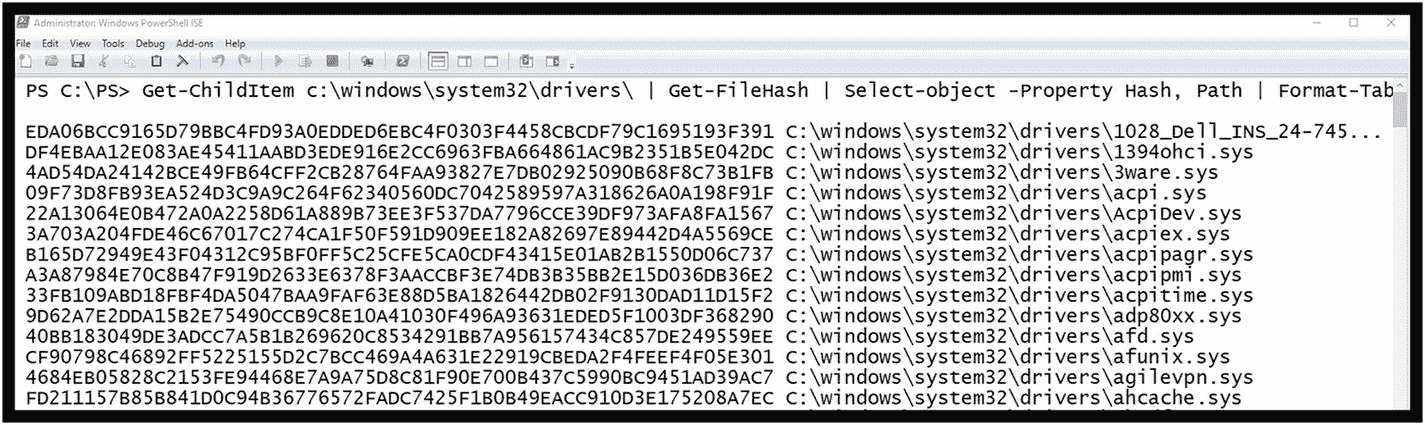 Administrator: Windows PowerShell ISE
File Edit View Tools Debug Add-ons Help
PS C:\PS> Get-ChildItem c:\windows\system32\drivers\ | Get-FileHash | Select-object -Property Hash, Path | Format-Tab
EDA06BCC9165D79BBC4FD93A0EDDED6EBC4F0303F4458CBCDF79C1695193F391 C:\windows\system32\drivers\1028_Dell_INS_24-745...
DF4EBAA12E083AE45411AABD3EDE916E2CC6963FBA664861AC9B2351B5E042DC C:\windows\system32\drivers\1394ohci.sys
4AD54DA24142BCE49FB64CFF2CB28764FAA93827E7DB02925090B68F8C73B1FB C:\windows\system32\drivers\3ware.sys
09F73D8FB93EA524D3C9A9C264F62340560DC7042589597A318626A0A198F91F C:\windows\system32\drivers\acpi.sys
22A13064E0B472A0A2258D61A889B73EE3F537DA7796CCE39DF973AFA8FA1567 C:\windows\system32\drivers\AcpiDev.sys
3A703A204FDE46C67017C274CA1F50F591D909EE182A82697E89442D4A5569CE C:\windows\system32\drivers\acpiex.sys
B165D72949E43F04312C95BF0FF5C25CFE5CA0CDF43415E01AB2B1550D06C737 C:\windows\system32\drivers\acpipagr.sys
A3A87984E70C8B47F919D2633E6378F3AACCBF3E74DB3B35BB2E15D036DB36E2 C:\windows\system32\drivers\acpipmi.sys
33FB109ABD18FBF4DA5047BAA9FAF63E88D5BA1826442DB02F9130DAD11D15F2 C:\windows\system32\drivers\acpitime.sys
9D62A7E2DDA15B2E75490CCB9C8E10A41030F496A93631EDED5F1003DF368290 C:\windows\system32\drivers\adp80xx.sys
40BB183049DE3ADCC7A5B1B269620C8534291BB7A956157434C857DE249559EE C:\windows\system32\drivers\afd.sys
CF90798C46892FF5225155D2C7BCC469A4A631E22919CBEDA2F4FEEF4F05E301 C:\windows\system32\drivers\afunix.sys
4684EB05828C2153FE94468E7A9A75D8C81F90E700B437C5990BC9451AD39AC7 C:\windows\system32\drivers\agilevpn.sys
FD211157B85B841D0C94B36776572FADC7425F1B0B49EACC910D3E175208A7EC C:\windows\system32\drivers\ahcache.sys